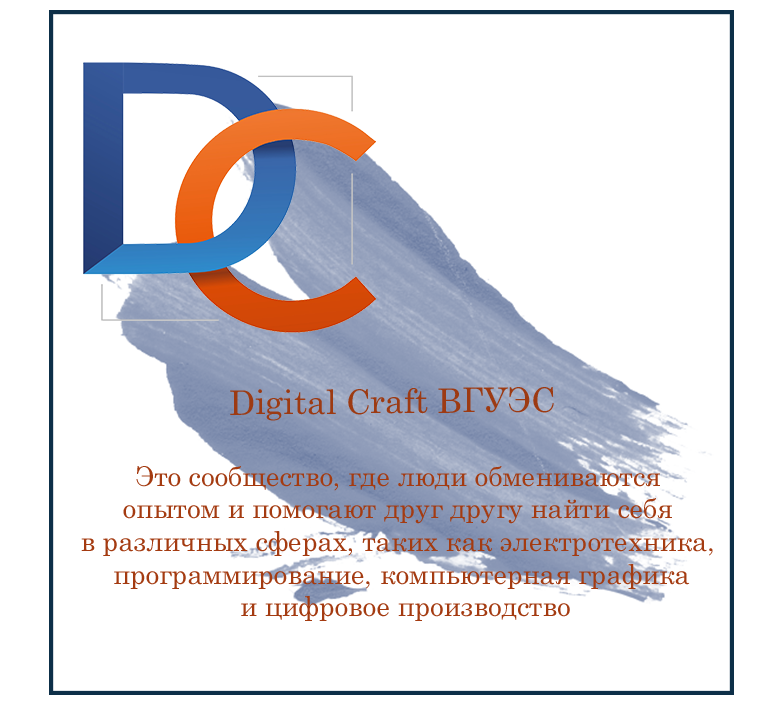 DC
Digital Craft ВГУЭС
Это сообщество, где люди обмениваются
опытом и помогают друг другу найти себя
в различных сферах, таких как электротехника,
программирование, компьютерная графика
и цифровое производство